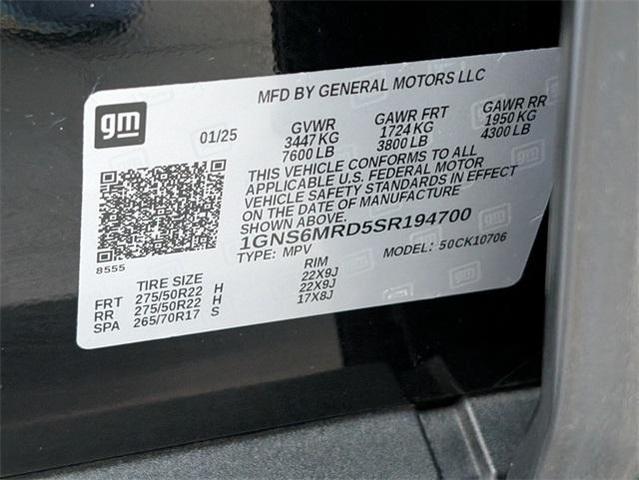 MFD BY GENERAL MOTORS LLC
gm
01/25
GVWR
3447 KG
7600 LB
GAWR FRT
1724 KG
3800 LB
GAWR RR
1950 KG
4300 LB
THIS VEHICLE CONFORMS TO ALL
APPLICABLE U.S. FEDERAL MOTOR
VEHICLE SAFETY STANDARDS IN EFFECT
ON THE DATE OF MANUFACTURE
SHOWN ABOVE.
1GNS6MRD5SR194700
TYPE: MPV
MODEL: 50CK10706
8555
TIRE SIZE
RIM
FRT 275/50R22 H 22X9J
RR 275/50R22 H 22X9J
SPA 265/70R17 S 17X8J